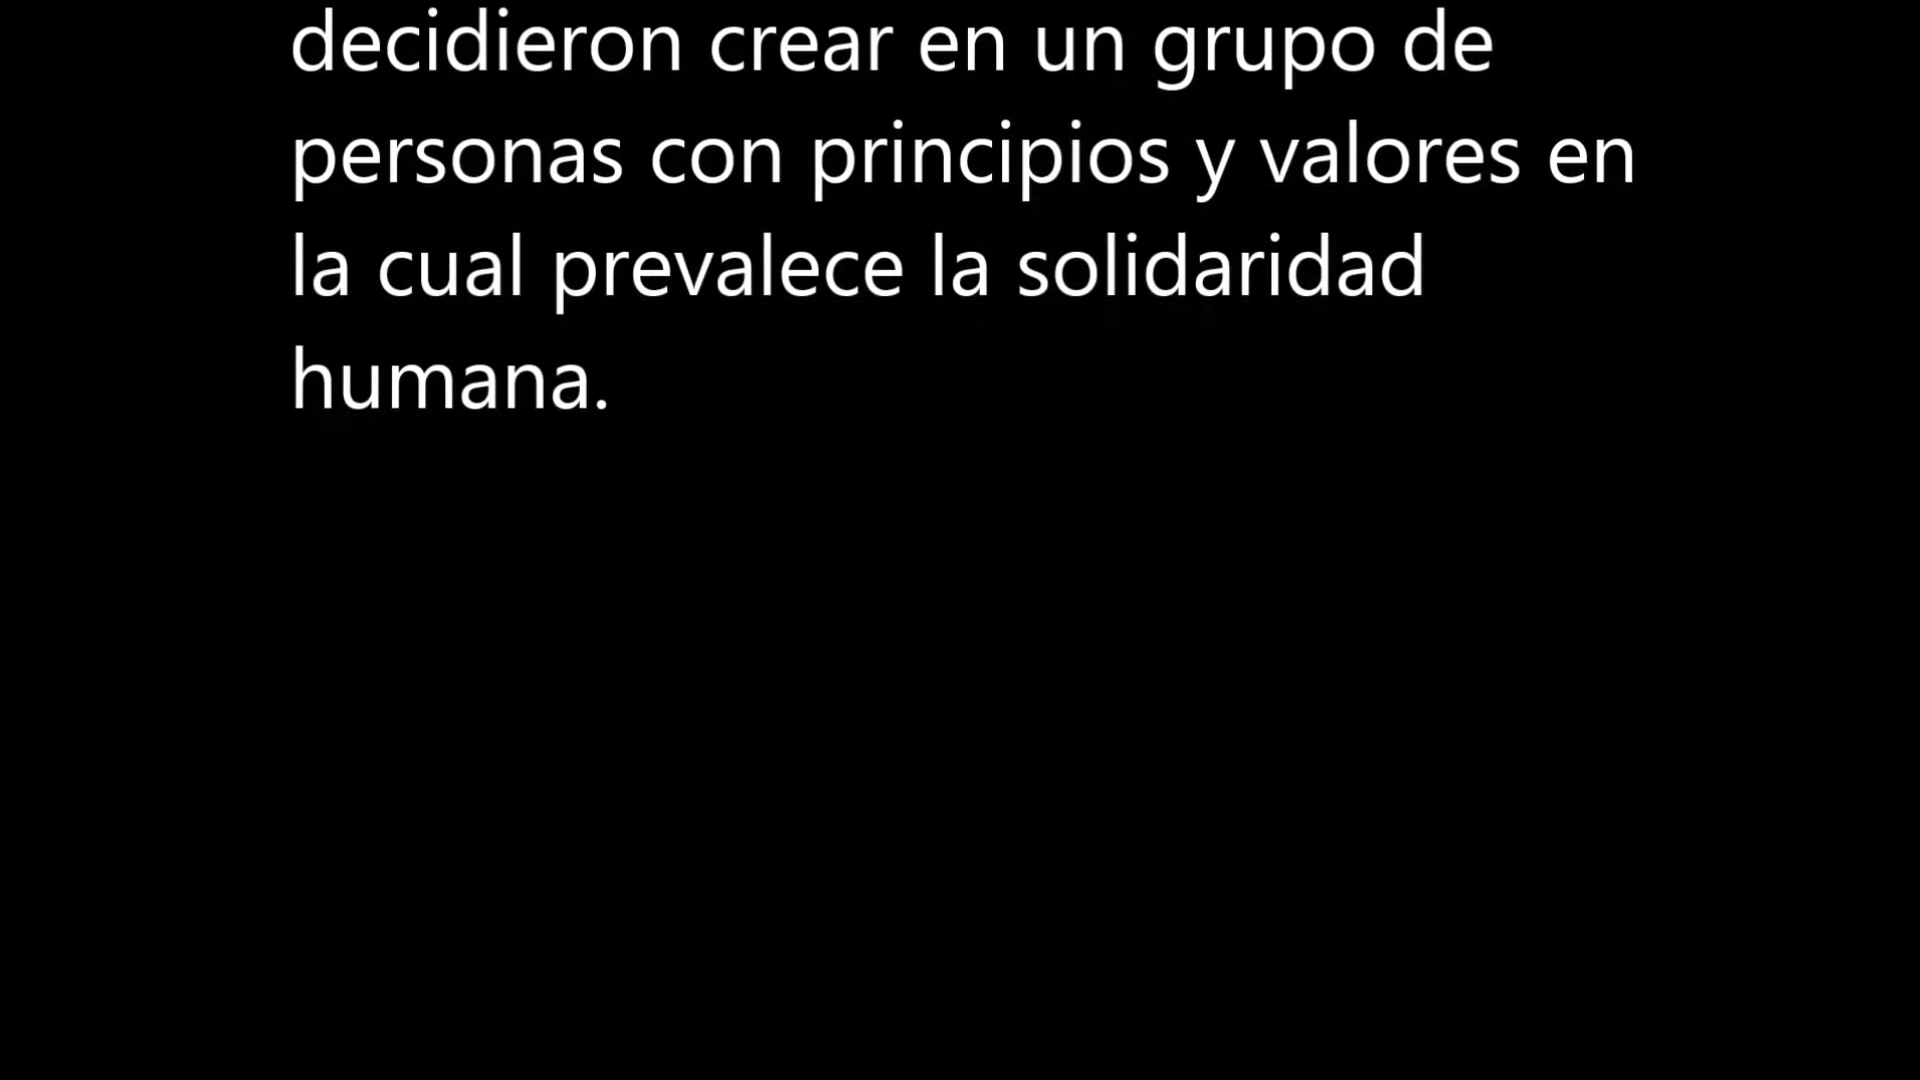 decidieron crear en un grupo de
personas con principios y valores en
la cual prevalece la solidaridad
humana.